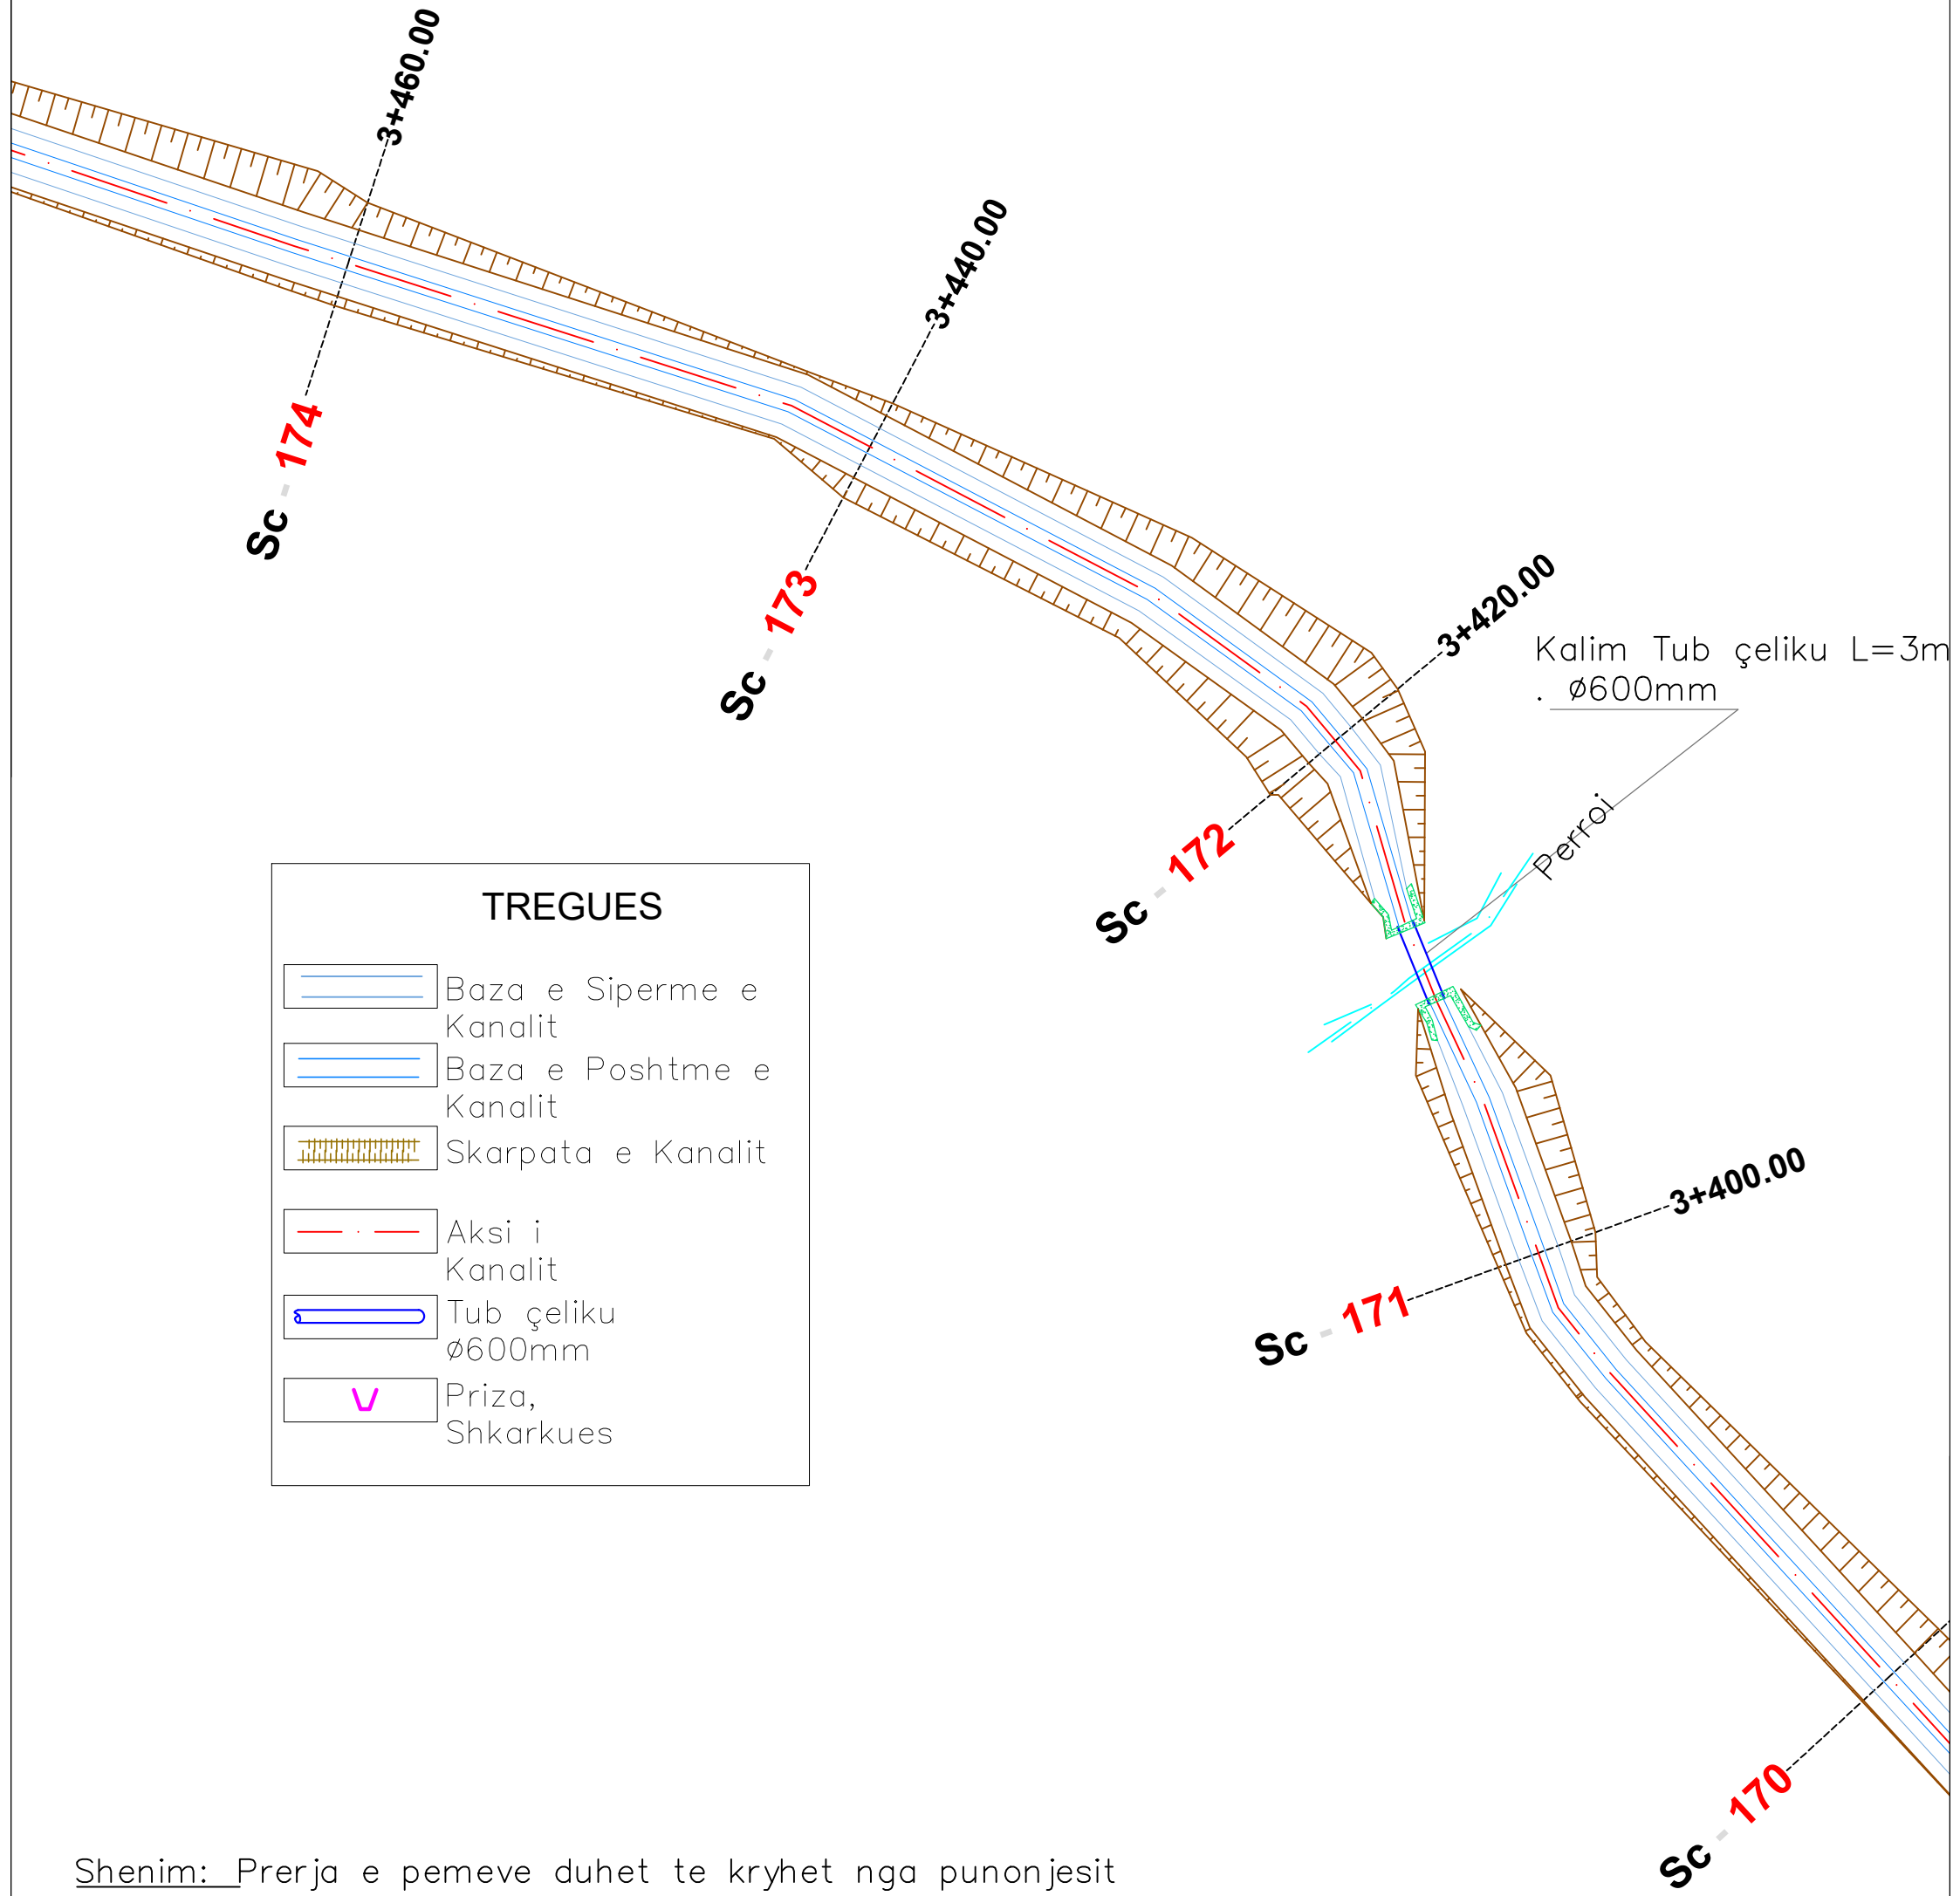 3+460.00
3+440.00
3+420.00
Sc - 174
Sc - 173
Kalim Tub çeliku L=3m
. Ø600mm
Perroi
Sc - 172
3+400.00
Sc - 171
TREGUES
Baza e Siperme e
Kanalit
Baza e Poshtme e
Kanalit
Skarpata e Kanalit
Aksi i
Kanalit
Tub çeliku
Ø600mm
Priza,
Shkarkues
Sc - 170
Shenim: Prerja e pemeve duhet te kryhet nga punonjesit